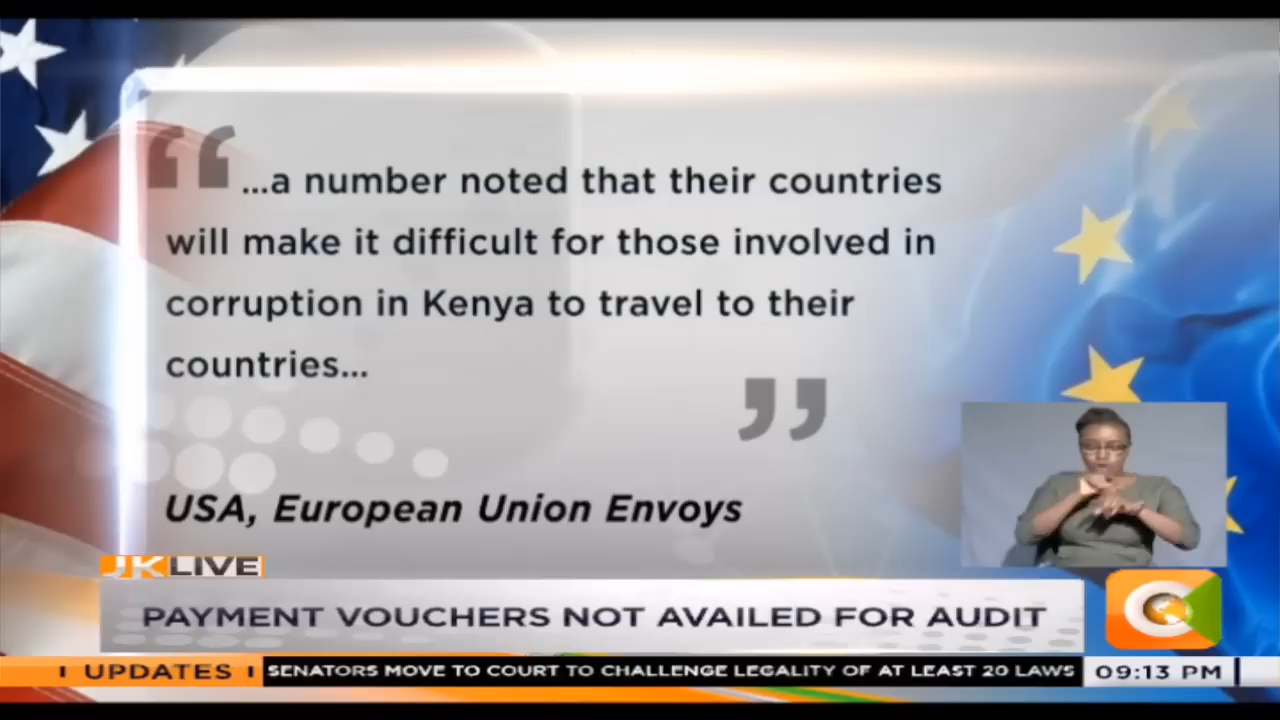 “ ...a number noted that their countries
will make it difficult for those involved in
corruption in Kenya to travel to their
countries...
”
USA, European Union Envoys
JKLIVE
PAYMENT VOUCHERS NOT AVAILED FOR AUDIT
UPDATES
SENATORS MOVE TO COURT TO CHALLENGE LEGALITY OF AT LEAST 20 LAWS
09:13 PM